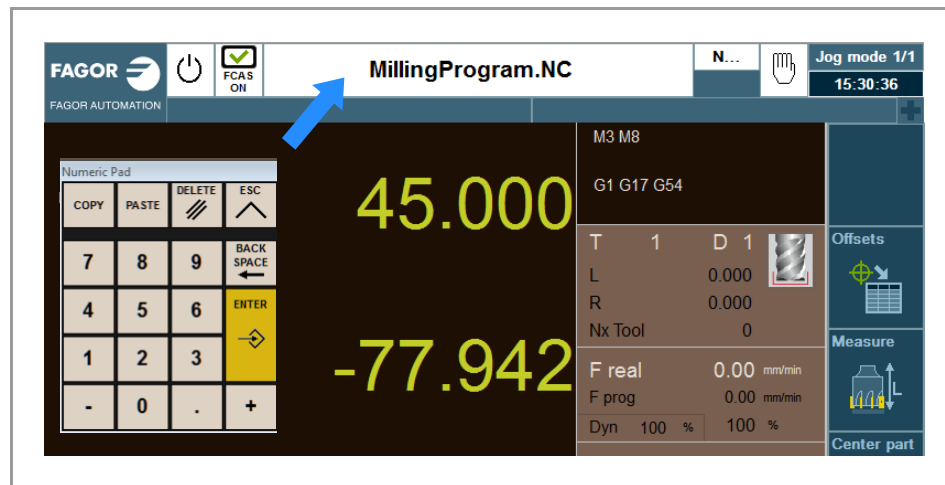 FAGOR
FAGOR AUTOMATION
FCAS
ON
MillingProgram.NC
N...
Jog mode 1/1
15:30:36
Numeric Pad
COPY PASTE DELETE ESC
7 8 9 BACK
SPACE
4 5 6 ENTER
1 2 3
- 0 . +
45.000
-77.942
M3 M8
G1 G17 G54
T 1 D 1
L 0.000
R 0.000
Nx Tool 0
F real 0.00 mm/min
F prog 0.00 mm/min
Dyn 100 % 100 %
Offsets
Measure
L
Center part